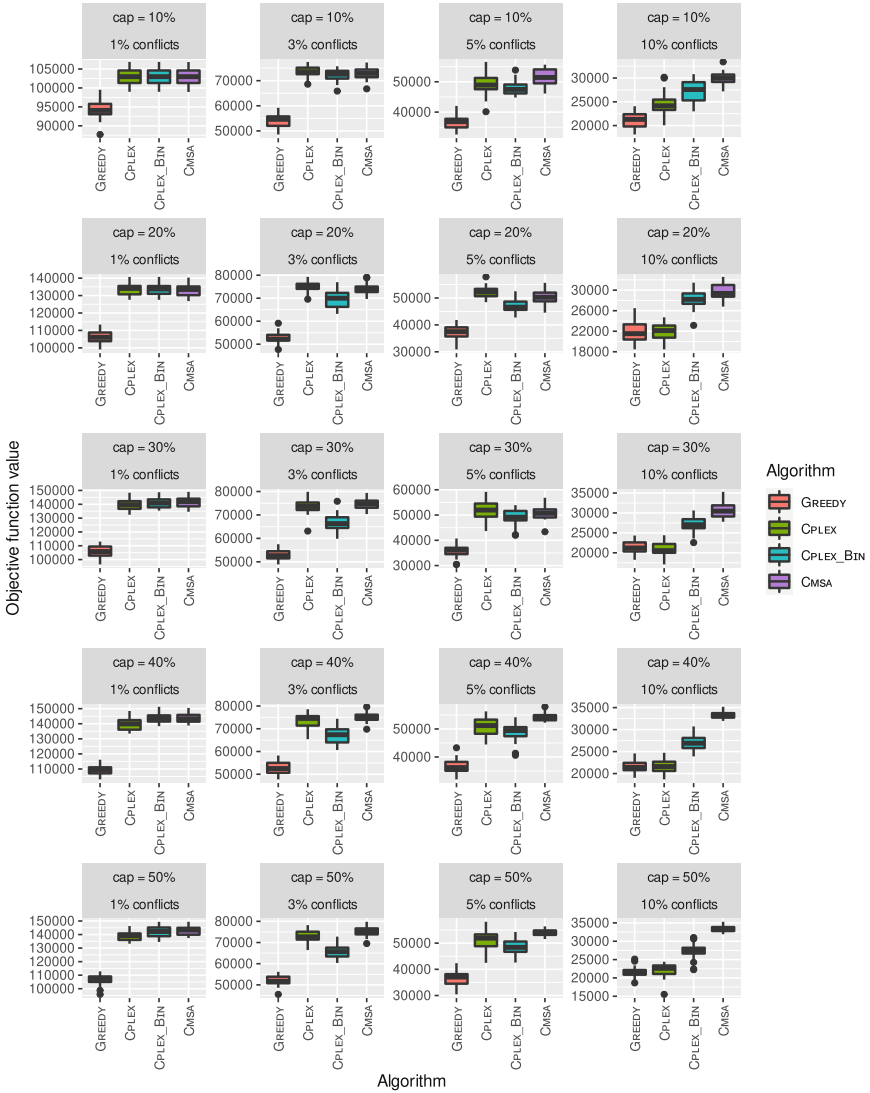 cap = 10%
1% conflicts
105000
100000
95000
90000
GREEDY
CPLEX
CPLEX_BIN
CMSA
cap = 10%
3% conflicts
70000
60000
50000
GREEDY
CPLEX
CPLEX_BIN
CMSA
cap = 10%
5% conflicts
50000
40000
GREEDY
CPLEX
CPLEX_BIN
CMSA
cap = 10%
10% conflicts
30000
25000
20000
GREEDY
CPLEX
CPLEX_BIN
CMSA
cap = 20%
1% conflicts
140000
130000
120000
110000
100000
GREEDY
CPLEX
CPLEX_BIN
CMSA
cap = 20%
3% conflicts
80000
70000
60000
50000
GREEDY
CPLEX
CPLEX_BIN
CMSA
cap = 20%
5% conflicts
50000
40000
30000
GREEDY
CPLEX
CPLEX_BIN
CMSA
cap = 20%
10% conflicts
30000
26000
22000
18000
GREEDY
CPLEX
CPLEX_BIN
CMSA
cap = 30%
1% conflicts
150000
140000
130000
120000
110000
100000
GREEDY
CPLEX
CPLEX_BIN
CMSA
cap = 30%
3% conflicts
80000
70000
60000
50000
GREEDY
CPLEX
CPLEX_BIN
CMSA
cap = 30%
5% conflicts
60000
50000
40000
30000
GREEDY
CPLEX
CPLEX_BIN
CMSA
cap = 30%
10% conflicts
35000
30000
25000
20000
GREEDY
CPLEX
CPLEX_BIN
CMSA
cap = 40%
1% conflicts
150000
140000
130000
120000
110000
GREEDY
CPLEX
CPLEX_BIN
CMSA
cap = 40%
3% conflicts
80000
70000
60000
50000
GREEDY
CPLEX
CPLEX_BIN
CMSA
cap = 40%
5% conflicts
50000
40000
GREEDY
CPLEX
CPLEX_BIN
CMSA
cap = 40%
10% conflicts
35000
30000
25000
20000
GREEDY
CPLEX
CPLEX_BIN
CMSA
cap = 50%
1% conflicts
150000
140000
130000
120000
110000
100000
GREEDY
CPLEX
CPLEX_BIN
CMSA
cap = 50%
3% conflicts
80000
70000
60000
50000
GREEDY
CPLEX
CPLEX_BIN
CMSA
cap = 50%
5% conflicts
50000
40000
30000
GREEDY
CPLEX
CPLEX_BIN
CMSA
cap = 50%
10% conflicts
35000
30000
25000
20000
15000
GREEDY
CPLEX
CPLEX_BIN
CMSA
Objective function value
Algorithm
Algorithm
GREEDY
CPLEX
CPLEX_BIN
CMSA